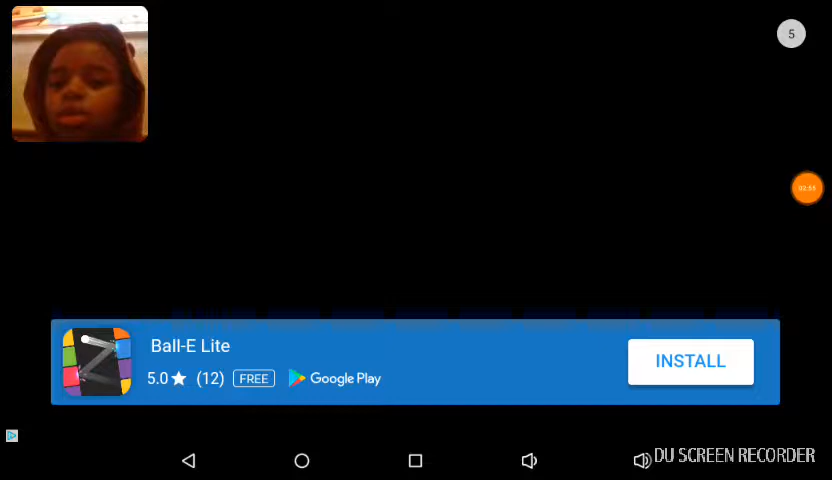 5
Ball-E Lite
INSTALL
5.0★ (12) FREE Google Play
DU SCREEN RECORDER